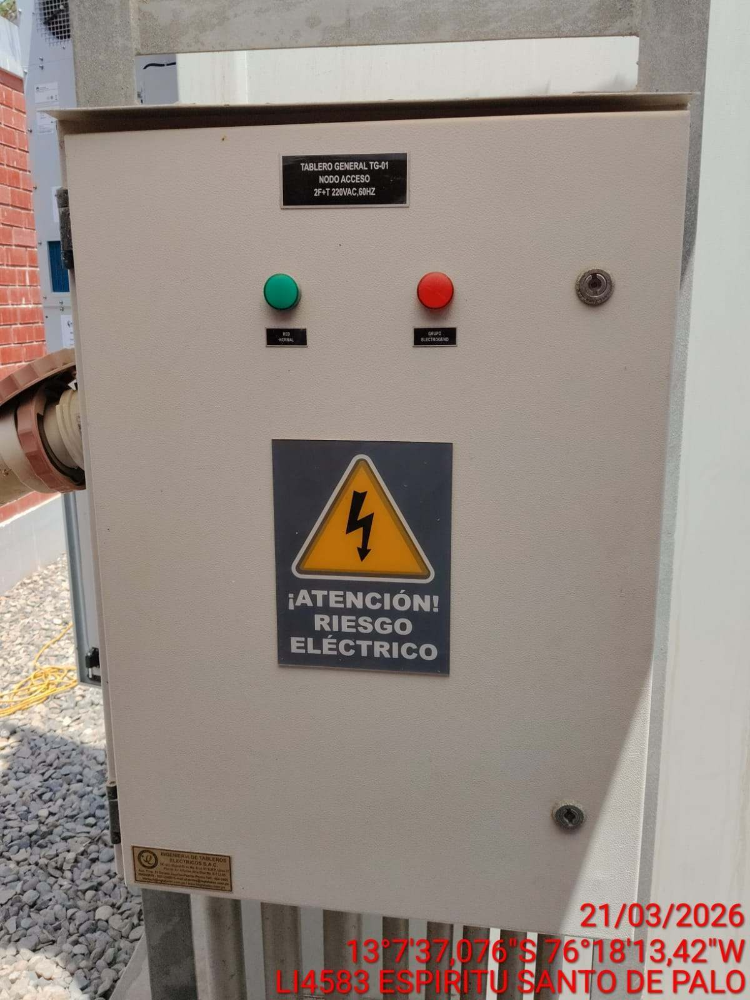 TABLERO GENERAL TG-01
NODO ACCESO
2F+T 220VAC,60HZ
RED
NORMAL
GRUPO
ELECTROGENO
¡ATENCIÓN!
RIESGO
ELÉCTRICO
INGENIERIA DE TABLEROS
ELECTRICOS S.A.C.
21/03/2026
13°7'37,076"S 76°18'13,42"W
LI4583 ESPIRITU SANTO DE PALO